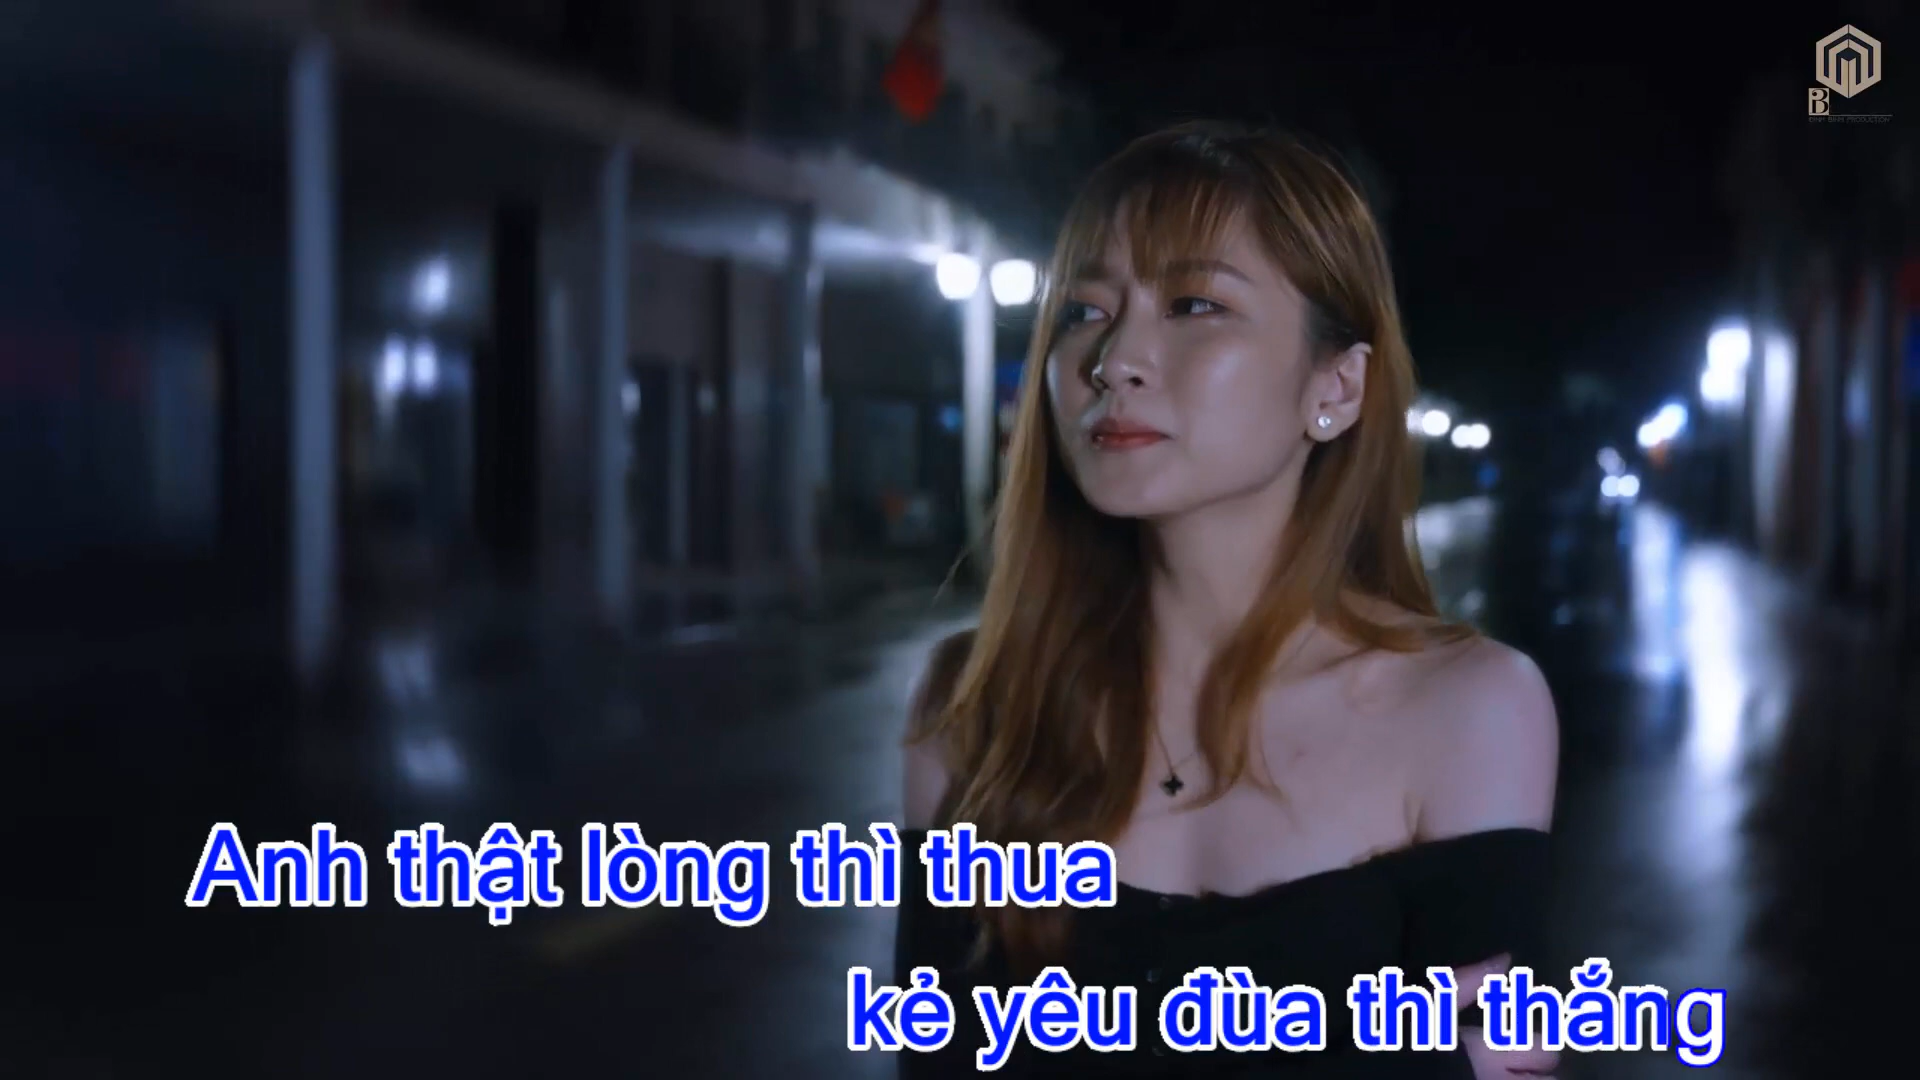 B
Anh thật lòng thì thua
kẻ yêu đùa thì thắng